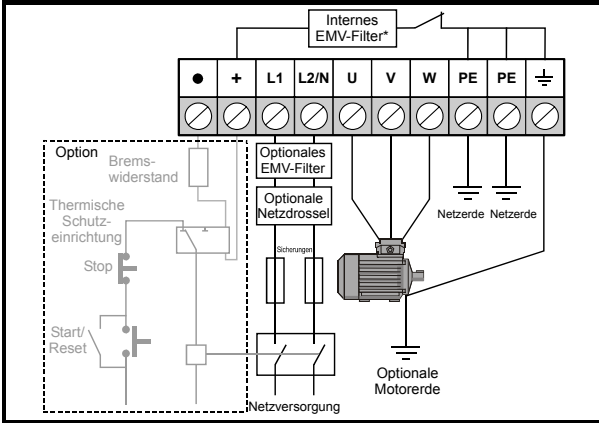 Internes
EMV-Filter*
● + L1 L2/N U V W PE PE
Option
Brems-
widerstand
Thermische
Schutz-
einrichtung
Stop
Start/
Reset
Optionales
EMV-Filter
Optionale
Netzdrossel
Sicherungen
Netzversorgung
Netzerde Netzerde
Optionale
Motorerde